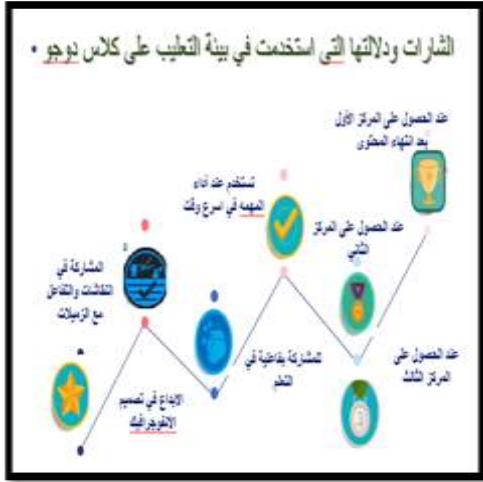 الشارات ودلالتها التى استخدمت في بيئة التعليب على كلاس دوجو •
عند الحصول على المركز الأول
بعد انتهاء المحتوى
تستخدم عند أداء
المهمه في اسرع وقت
عند الحصول على المركز
الثاني
المشاركة في
النقاشات والتفاعل
مع الزميلات
عند الحصول على
المركز الثالث
للمشاركة بفاعلية في
التعلم
الابداع في تصميم
الانفوجرافيك